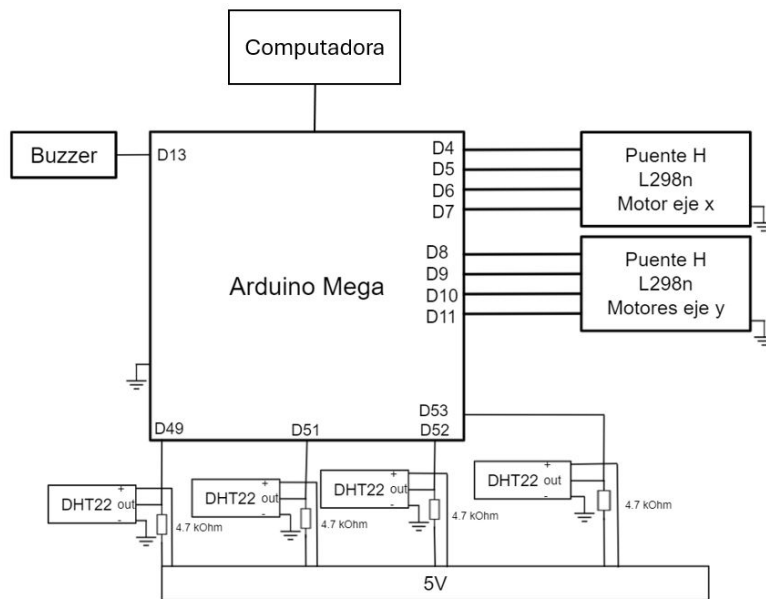 Computadora
Buzzer
D13
D4
D5
D6
D7
Puente H
L298n
Motor eje x
D8
D9
D10
D11
Puente H
L298n
Motores eje y
Arduino Mega
D53
D49
D51
D52
DHT22
+
out
-
4.7 kOhm
DHT22
+
out
-
4.7 kOhm
DHT22
+
out
-
4.7 kOhm
DHT22
+
out
-
4.7 kOhm
5V